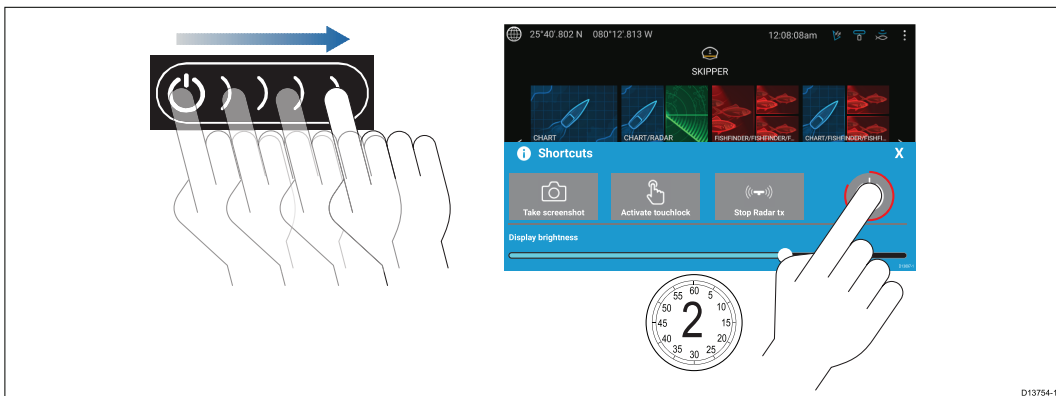 25°40'.802 N 080°12'.813 W 12:08:08am
SKIPPER
CHART CHART/RADAR FISHFINDER/FISHFINDER/F... CHART/FISHFINDER/FISHFI...
Shortcuts X
Take screenshot Activate touchlock Stop Radar tx
Display brightness
60
55 5
50 10
45 2 15
40 20
35 25
30
D13754-1